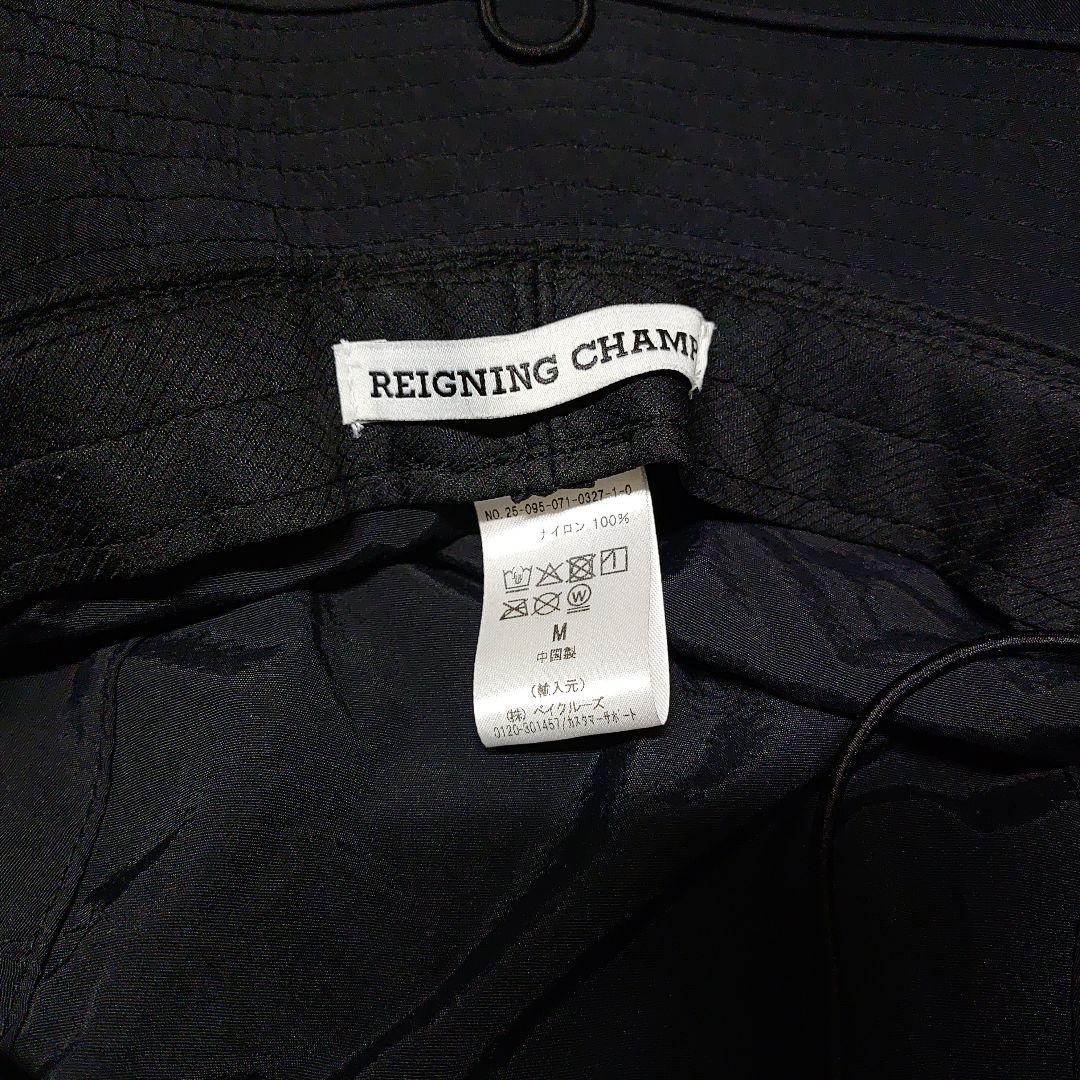 REIGNING CHAMP
NO.25-095-071-0327-1-0
ナイロン 100%
W
M
中国製
(輸入元)
(株) ベイクルーズ
0120-301457/カスタマーサポート